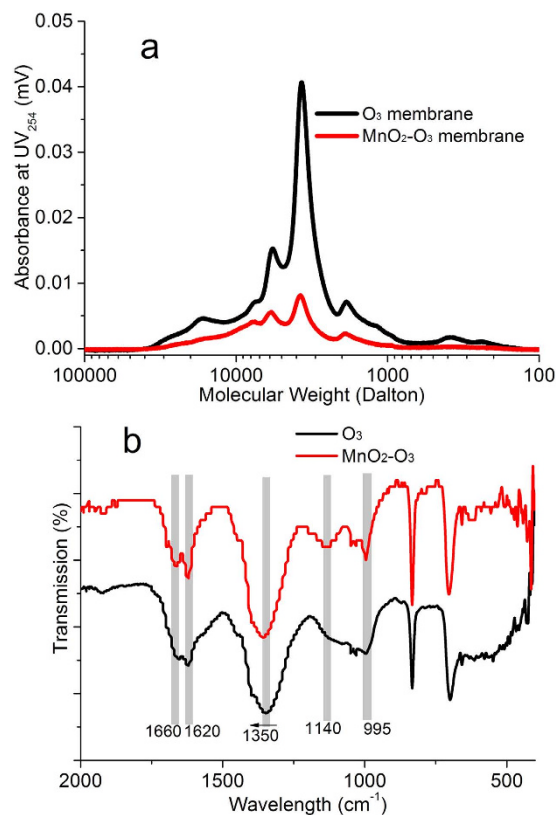 a
0.05
0.04
0.03
0.02
0.01
0.00
Absorbance at UV₂₅₄ (mV)
O₃ membrane
MnO₂-O₃ membrane
100000 10000 1000 100
Molecular Weight (Dalton)
b
O₃
MnO₂-O₃
Transmission (%)
1660 1620 1350 1140 995
2000 1500 1000 500
Wavelength (cm⁻¹)